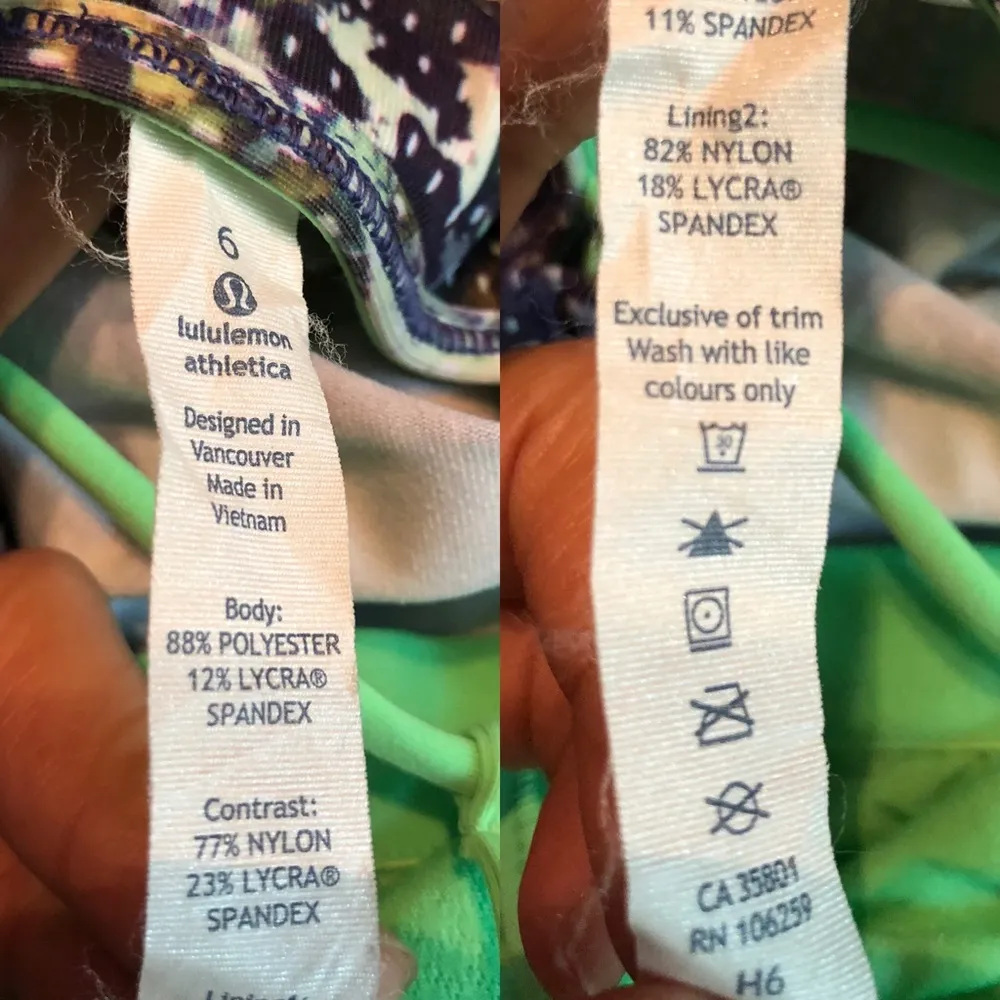 6
lululemon
athletica
Designed in
Vancouver
Made in
Vietnam
Body:
88% POLYESTER
12% LYCRA®
SPANDEX
Contrast:
77% NYLON
23% LYCRA®
SPANDEX
11% SPANDEX
Lining2:
82% NYLON
18% LYCRA®
SPANDEX
Exclusive of trim
Wash with like
colours only
30
CA 35801
RN 106259
H6